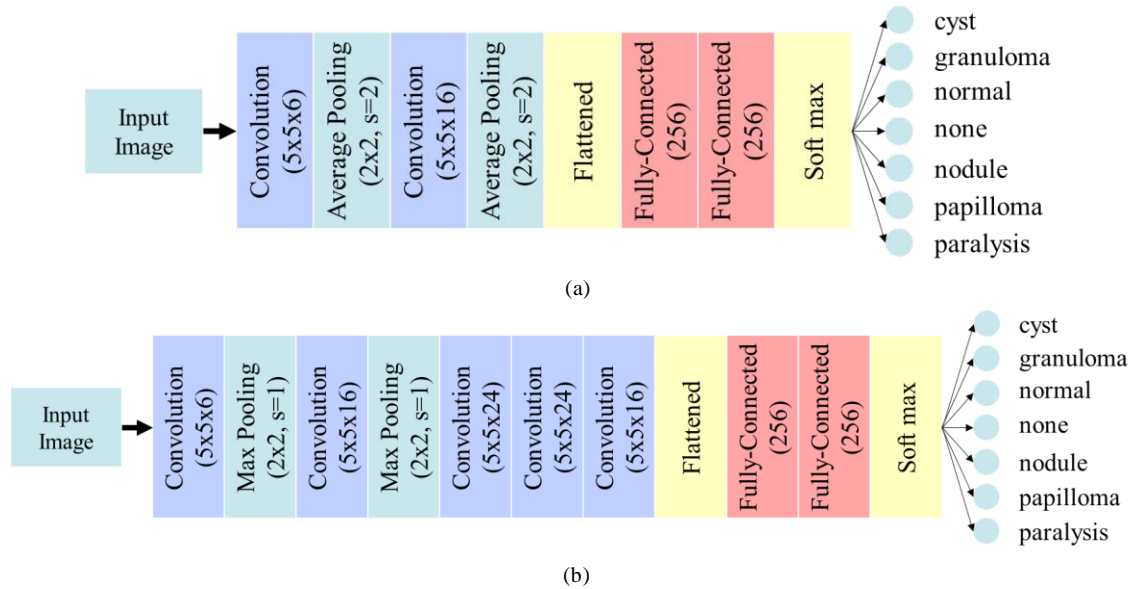 Input
Image
Convolution
(5x5x6)
Average Pooling
(2x2, s=2)
Convolution
(5x5x16)
Average Pooling
(2x2, s=2)
Flattened
Fully-Connected
(256)
Fully-Connected
(256)
Soft max
cyst
granuloma
normal
none
nodule
papilloma
paralysis
(a)
Input
Image
Convolution
(5x5x6)
Max Pooling
(2x2, s=1)
Convolution
(5x5x16)
Max Pooling
(2x2, s=1)
Convolution
(5x5x24)
Convolution
(5x5x24)
Convolution
(5x5x16)
Flattened
Fully-Connected
(256)
Fully-Connected
(256)
Soft max
cyst
granuloma
normal
none
nodule
papilloma
paralysis
(b)